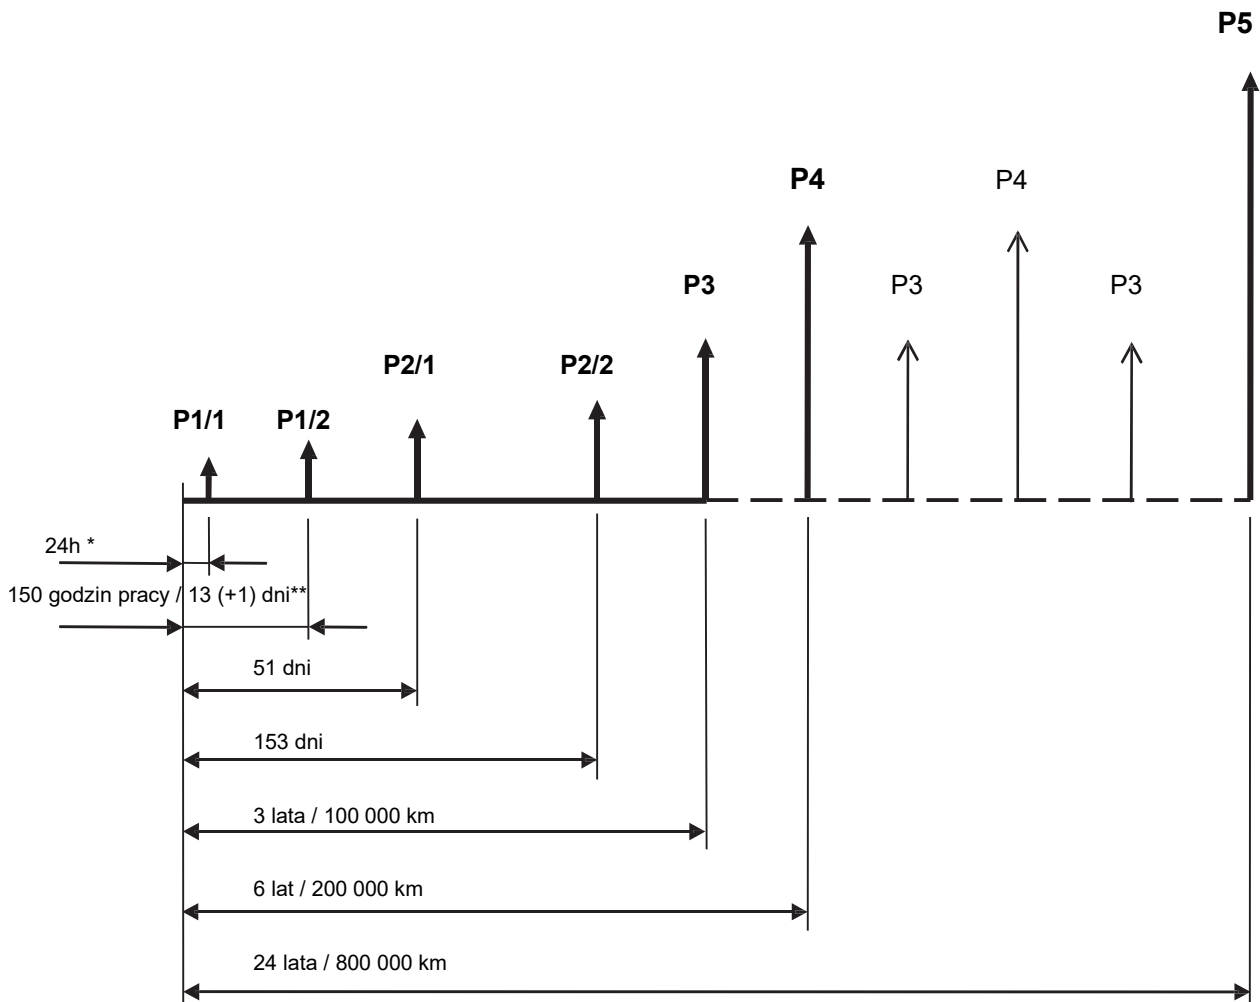 P5
P4
P4
P3
P3
P3
P2/1
P2/2
P1/1
P1/2
24h *
150 godzin pracy / 13 (+1) dni**
51 dni
153 dni
3 lata / 100 000 km
6 lat / 200 000 km
24 lata / 800 000 km